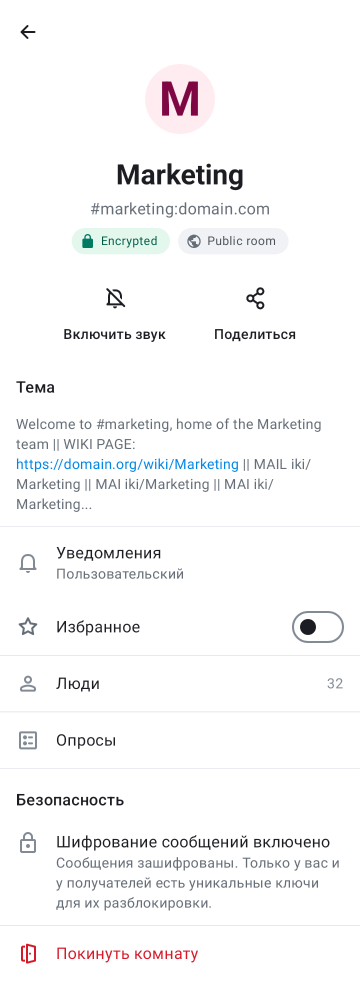 M
Marketing
#marketing:domain.com
Encrypted
Public room
Включить звук
Поделиться
Тема
Welcome to #marketing, home of the Marketing
team || WIKI PAGE:
https://domain.org/wiki/Marketing || MAIL iki/
Marketing || MAI iki/Marketing || MAI iki/
Marketing...
Уведомления
Пользовательский
Избранное
Люди
32
Опросы
Безопасность
Шифрование сообщений включено
Сообщения зашифрованы. Только у вас и
у получателей есть уникальные ключи
для их разблокировки.
Покинуть комнату